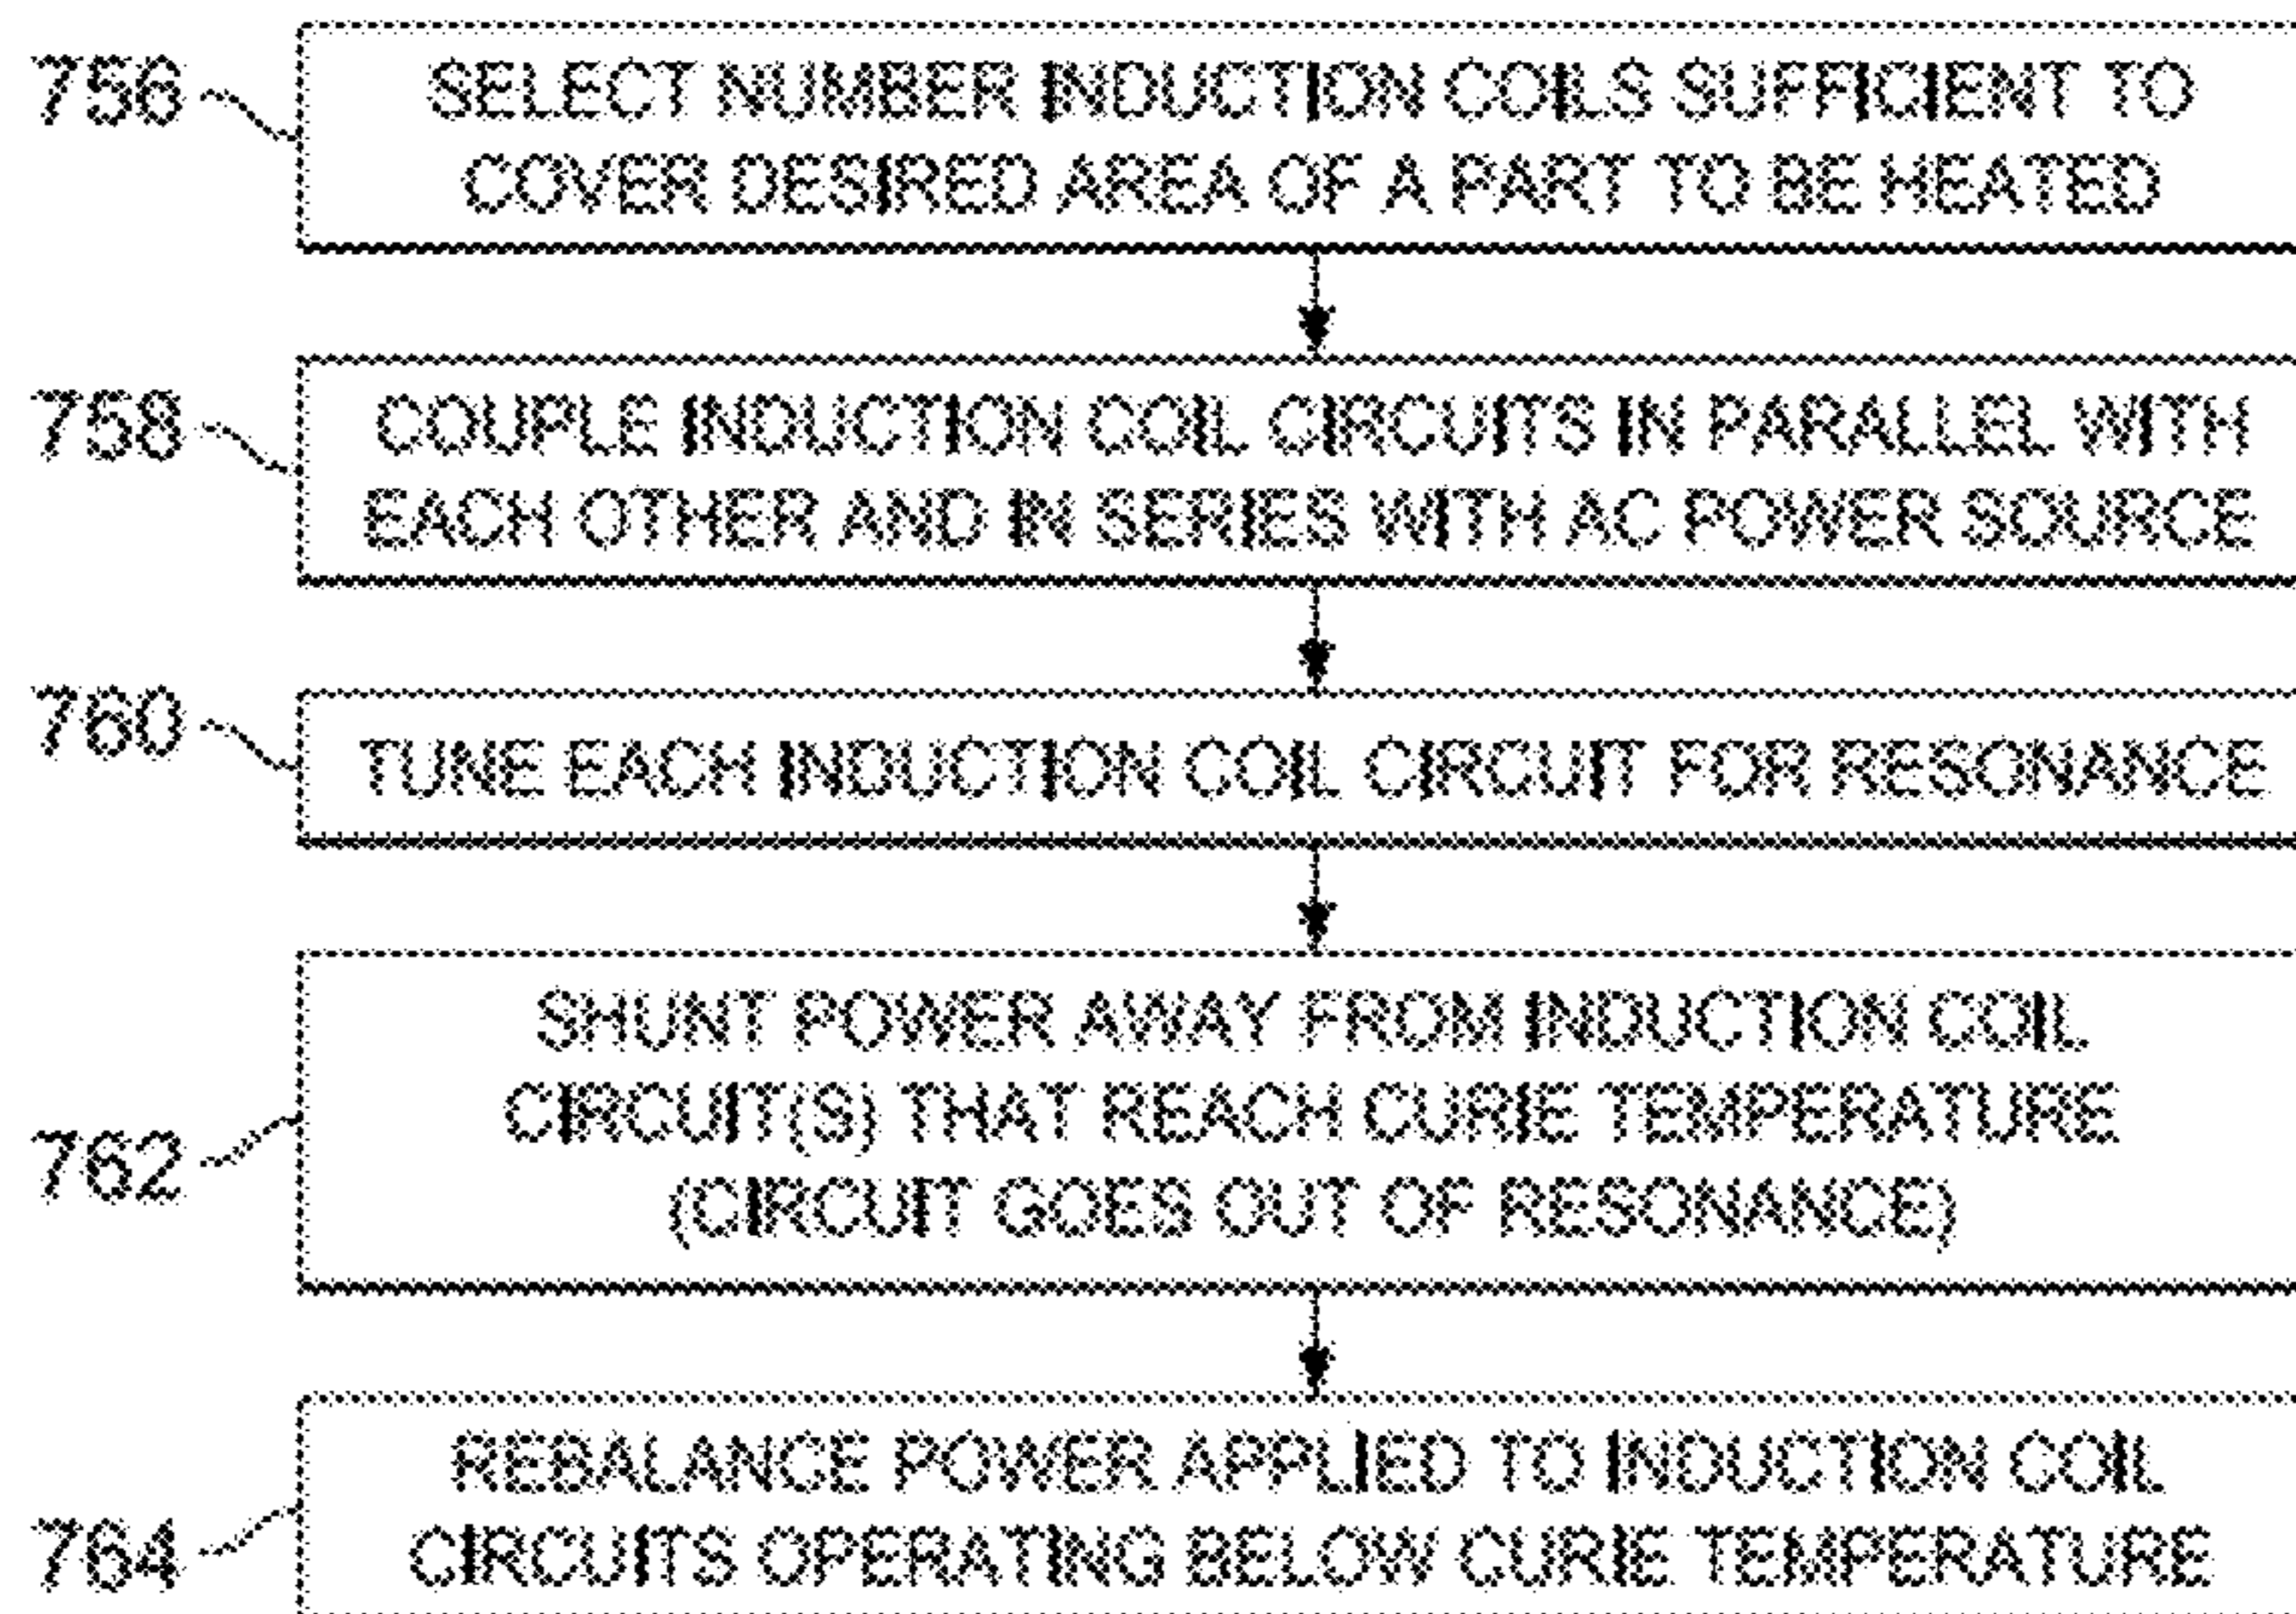 756
SELECT NUMBER INDUCTION COILS SUFFICIENT TO
COVER DESIRED AREA OF A PART TO BE HEATED
758
COUPLE INDUCTION COIL CIRCUITS IN PARALLEL WITH
EACH OTHER AND IN SERIES WITH AC POWER SOURCE
760
TUNE EACH INDUCTION COIL CIRCUIT FOR RESONANCE
762
SHUNT POWER AWAY FROM INDUCTION COIL
CIRCUIT(S) THAT REACH CURIE TEMPERATURE
(CIRCUIT GOES OUT OF RESONANCE)
764
REBALANCE POWER APPLIED TO INDUCTION COIL
CIRCUITS OPERATING BELOW CURIE TEMPERATURE